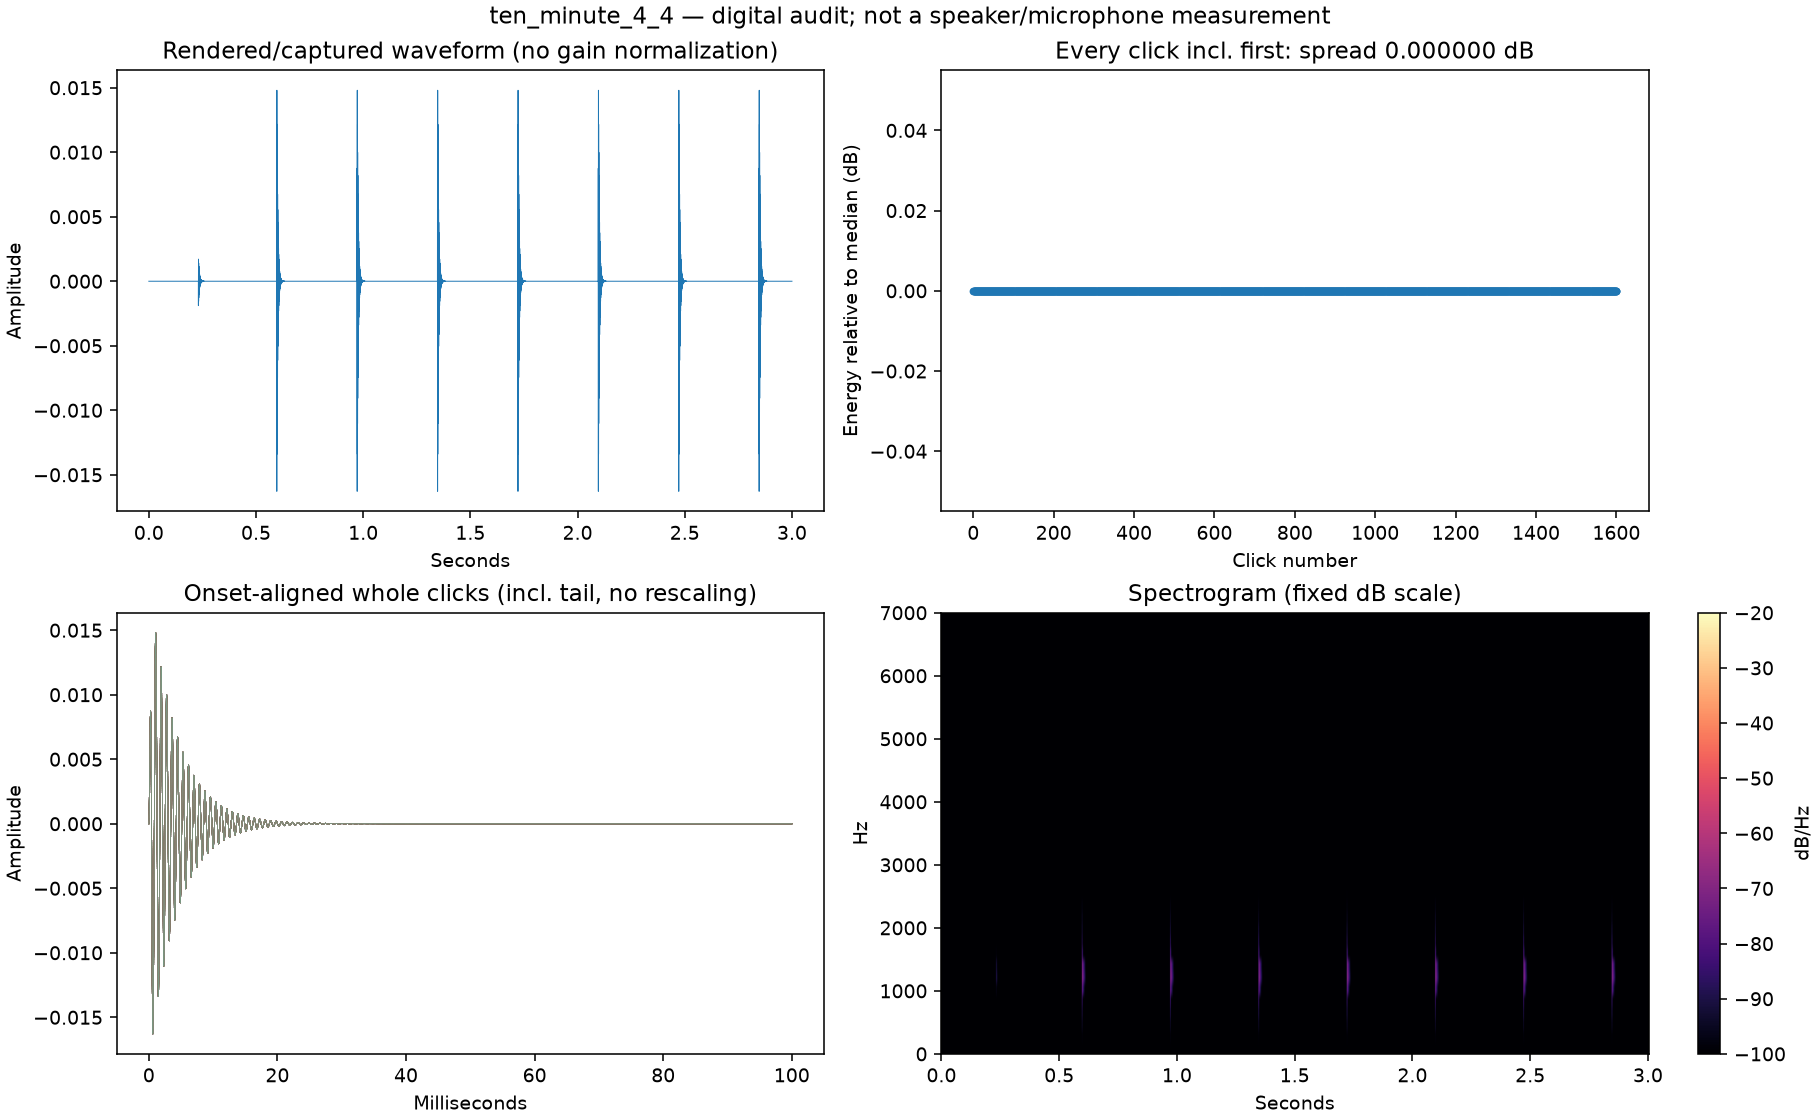 ten_minute_4_4 — digital audit; not a speaker/microphone measurement
Rendered/captured waveform (no gain normalization)
0.015
0.010
0.005
0.000
−0.005
−0.010
−0.015
Amplitude
0.0 0.5 1.0 1.5 2.0 2.5 3.0
Seconds
Every click incl. first: spread 0.000000 dB
0.04
0.02
0.00
−0.02
−0.04
Energy relative to median (dB)
0 200 400 600 800 1000 1200 1400 1600
Click number
Onset-aligned whole clicks (incl. tail, no rescaling)
0.015
0.010
0.005
0.000
−0.005
−0.010
−0.015
Amplitude
0 20 40 60 80 100
Milliseconds
Spectrogram (fixed dB scale)
7000
6000
5000
4000
3000
2000
1000
0
Hz
0.0 0.5 1.0 1.5 2.0 2.5 3.0
Seconds
−20
−30
−40
−50
−60
−70
−80
−90
−100
dB/Hz